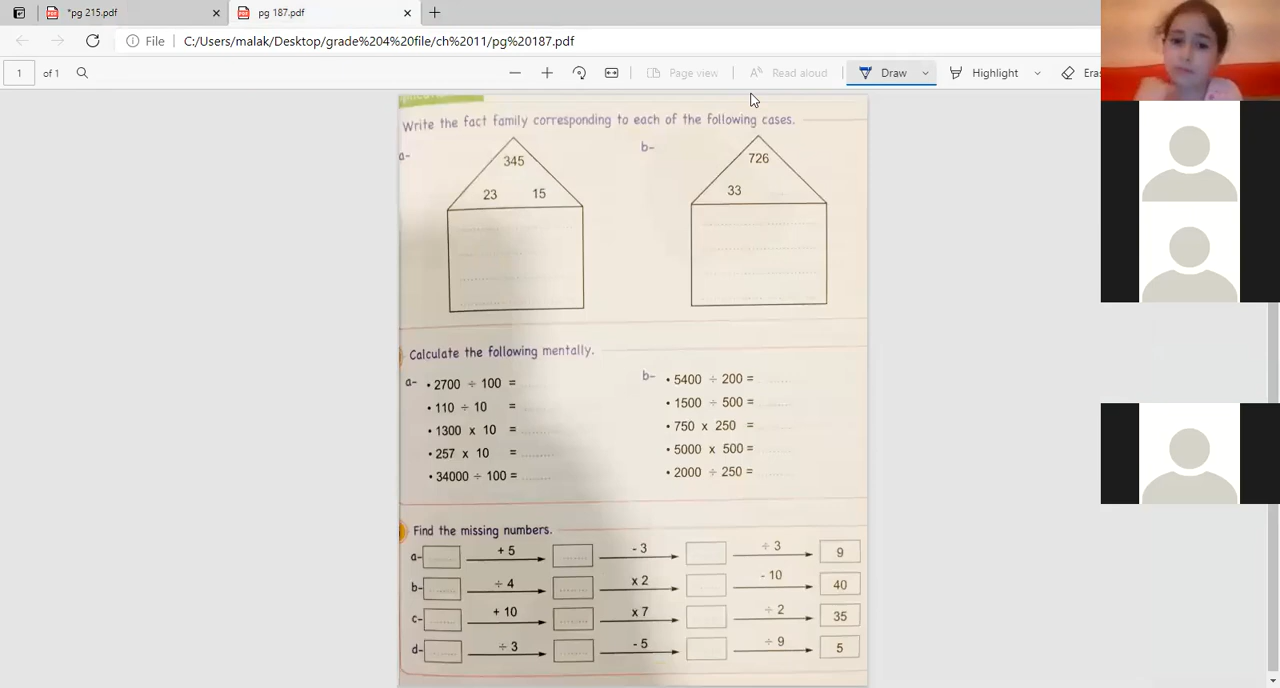 *pg 215.pdf
pg 187.pdf
File C:/Users/malak/Desktop/grade%204%20file/ch%2011/pg%20187.pdf
1 of 1 Page view Read aloud Draw Highlight
Write the fact family corresponding to each of the following cases.
a-
345
23 15
b-
726
33
Calculate the following mentally.
a- • 2700 ÷ 100 = ........
• 110 ÷ 10 = ........
• 1300 x 10 = ........
• 257 x 10 = ........
• 34000 ÷ 100 = ........
b- • 5400 ÷ 200 = ........
• 1500 ÷ 500 = ........
• 750 x 250 = ........
• 5000 x 500 = ........
• 2000 ÷ 250 = ........
Find the missing numbers.
a- ........ + 5 ........ - 3 ........ ÷ 3 9
b- ........ ÷ 4 ........ x 2 ........ - 10 40
c- ........ + 10 ........ x 7 ........ ÷ 2 35
d- ........ ÷ 3 ........ - 5 ........ ÷ 9 5